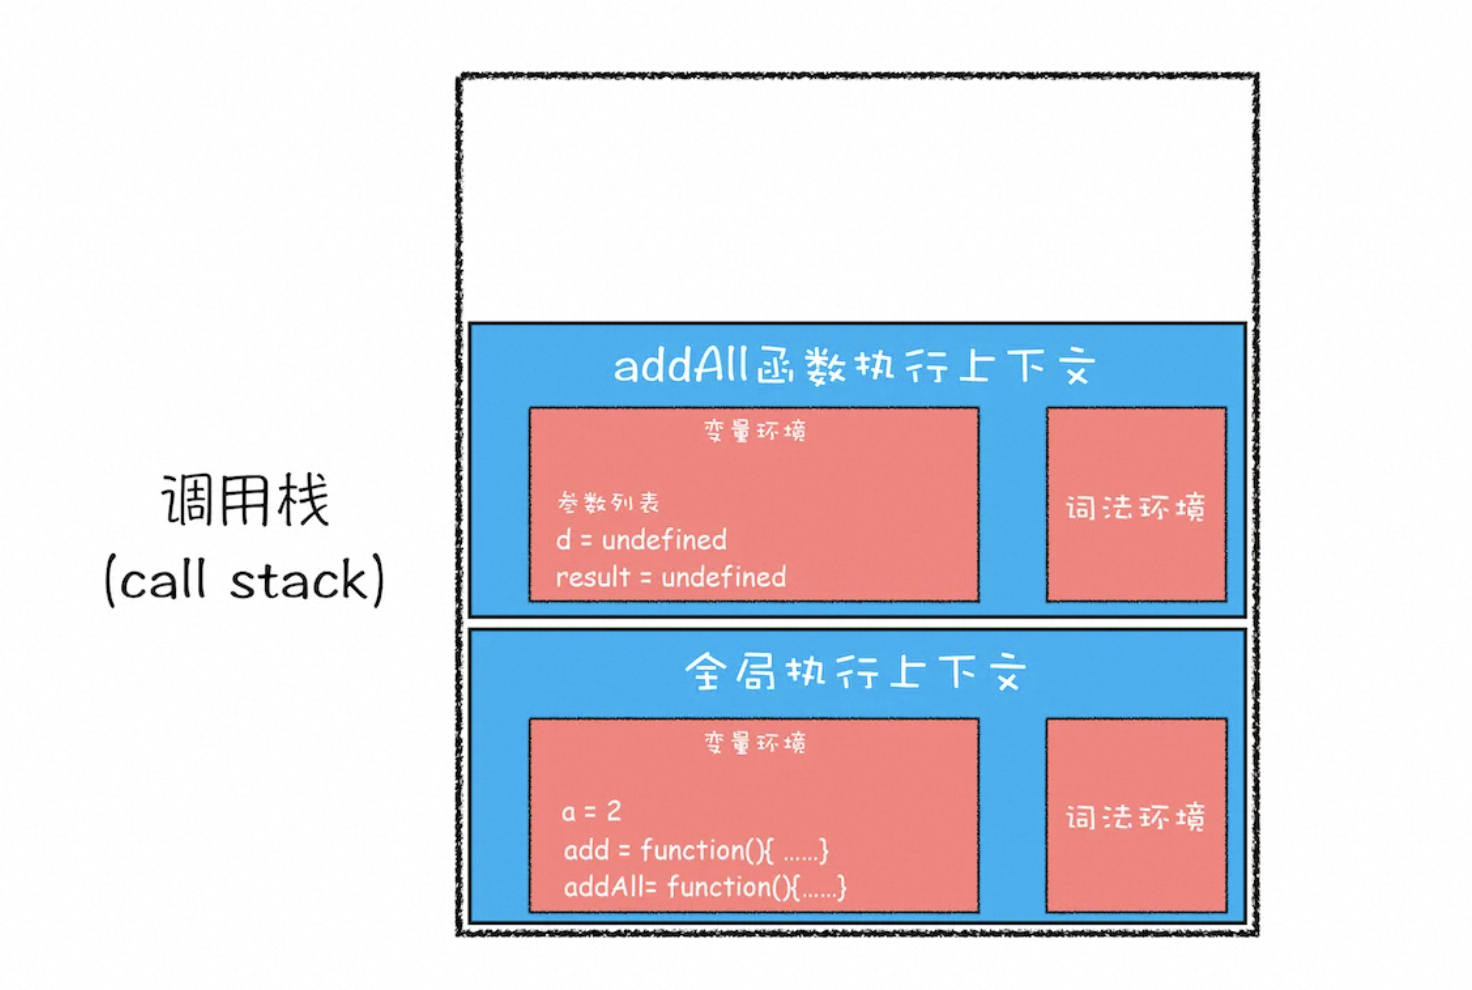 addAll函数执行上下文
变量环境
参数列表
d = undefined
result = undefined
词法环境
调用栈
(call stack)
全局执行上下文
变量环境
a = 2
add = function(){ ......}
addAll= function(){......}
词法环境